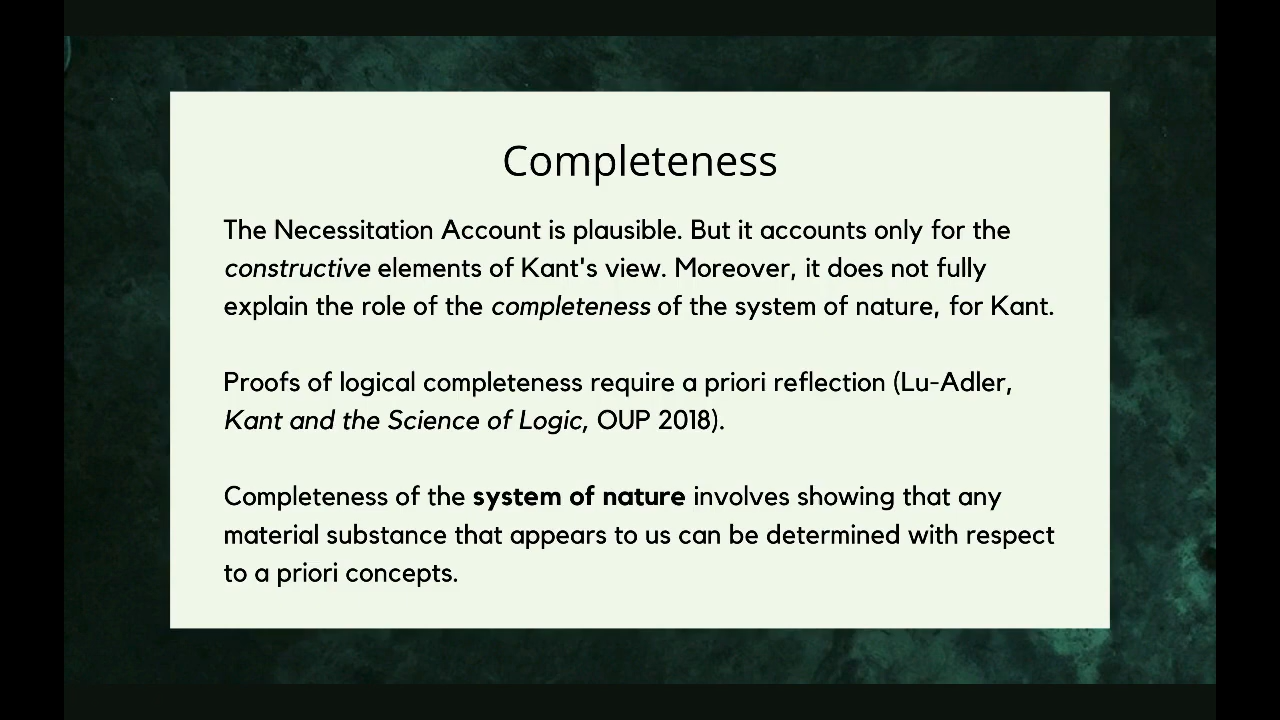 Completeness
The Necessitation Account is plausible. But it accounts only for the
constructive elements of Kant's view. Moreover, it does not fully
explain the role of the completeness of the system of nature, for Kant.
Proofs of logical completeness require a priori reflection (Lu-Adler,
Kant and the Science of Logic, OUP 2018).
Completeness of the system of nature involves showing that any
material substance that appears to us can be determined with respect
to a priori concepts.